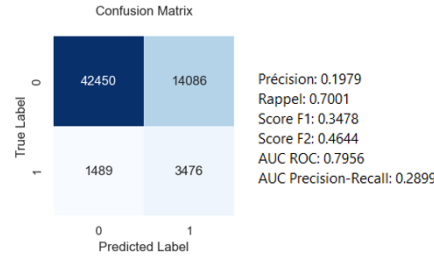 Confusion Matrix
True Label
0
42450
14086
1
1489
3476
0
1
Predicted Label
Précision: 0.1979
Rappel: 0.7001
Score F1: 0.3478
Score F2: 0.4644
AUC ROC: 0.7956
AUC Precision-Recall: 0.2899